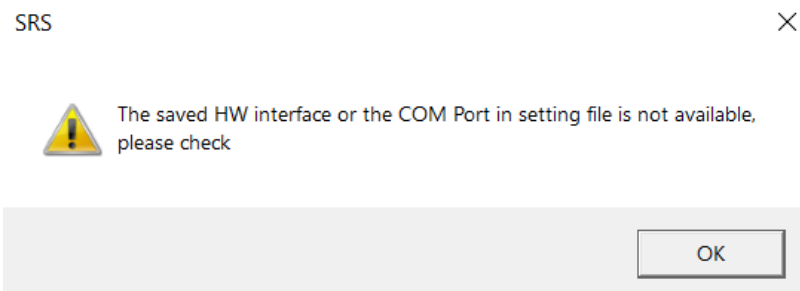 SRS
The saved HW interface or the COM Port in setting file is not available,
please check
OK